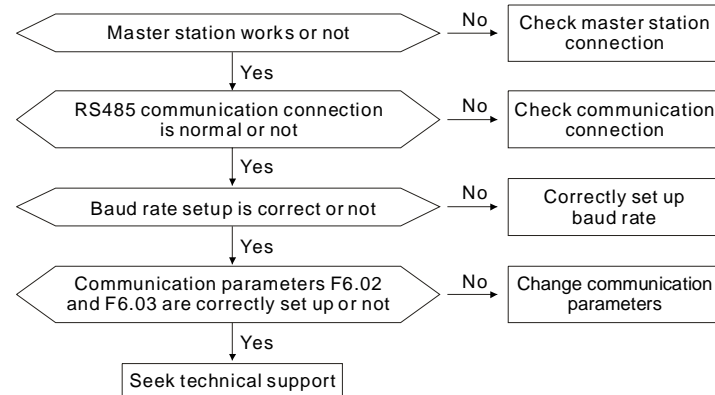 Master station works or not
No
Check master station
connection
Yes
RS485 communication connection
is normal or not
No
Check communication
connection
Yes
Baud rate setup is correct or not
No
Correctly set up
baud rate
Yes
Communication parameters F6.02
and F6.03 are correctly set up or not
No
Change communication
parameters
Yes
Seek technical support